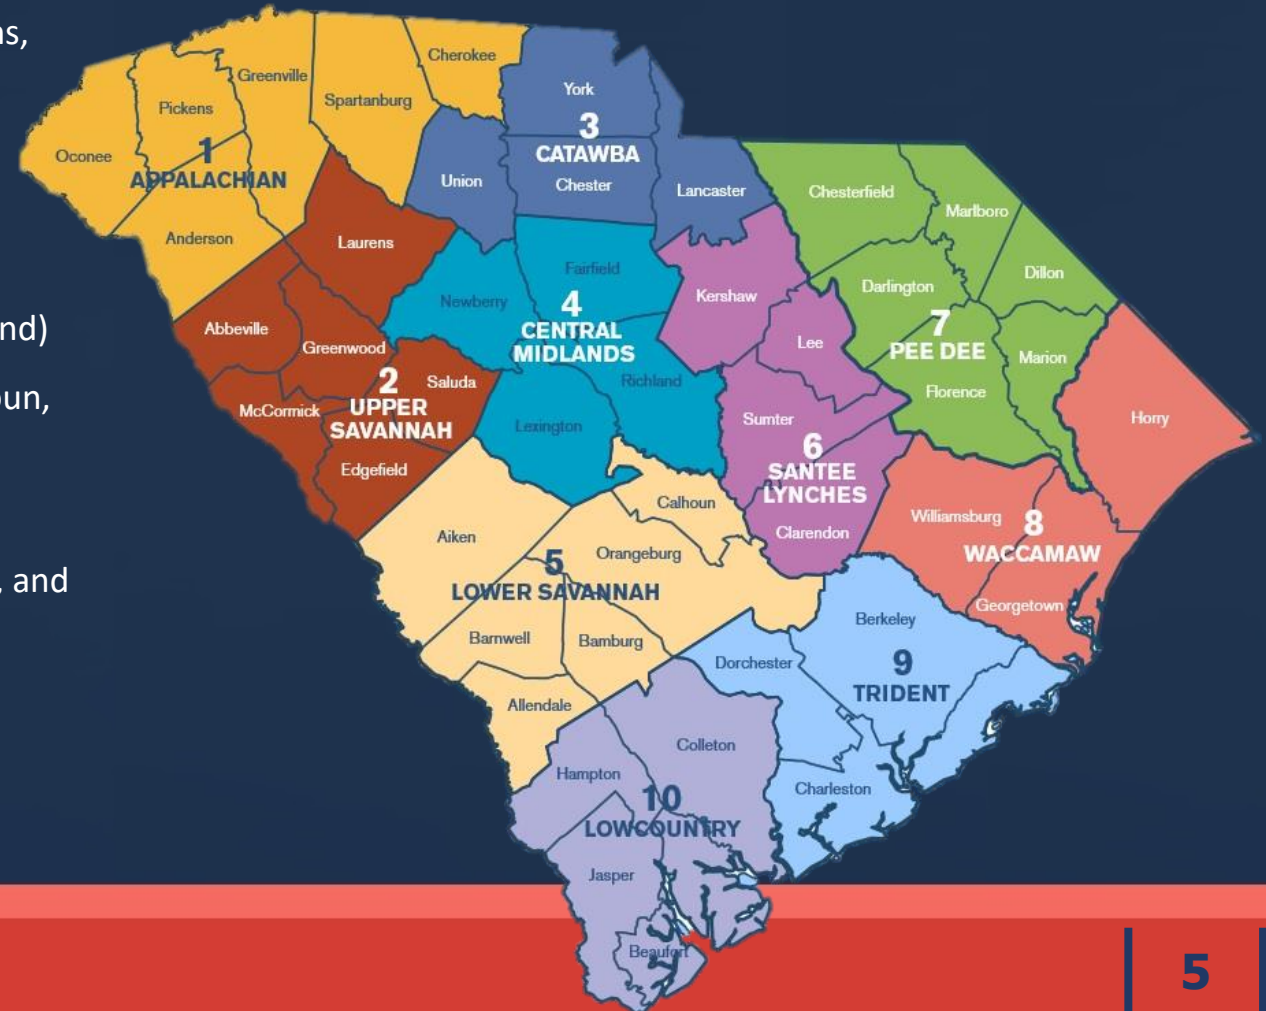 ns,
nd)
oun,
, and
Cherokee
Greenville
Spartanburg
Pickens
Oconee
1
APPALACHIAN
Anderson
York
3
CATAWBA
Chester
Union
Lancaster
Laurens
Abbeville
Greenwood
2
UPPER
SAVANNAH
Saluda
McCormick
Edgefield
Newberry
Fairfield
4
CENTRAL
MIDLANDS
Richland
Lexington
Kershaw
Lee
Sumter
6
SANTEE
LYNCHES
Clarendon
Chesterfield
Marlboro
Dillon
Darlington
7
PEE DEE
Marion
Florence
Horry
Williamsburg
8
WACCAMAW
Georgetown
Calhoun
Aiken
Orangeburg
5
LOWER SAVANNAH
Barnwell
Bamburg
Allendale
Berkeley
Dorchester
9
TRIDENT
Charleston
Colleton
Hampton
10
LOWCOUNTRY
Jasper
Beaufort
5